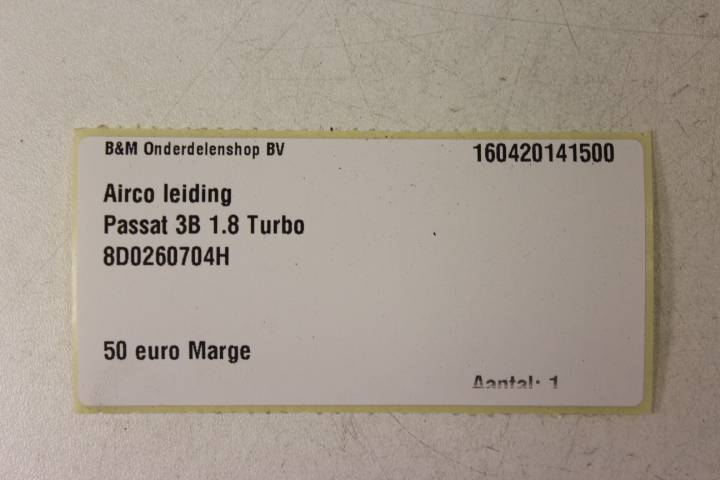 B&M Onderdelenshop BV 160420141500
Airco leiding
Passat 3B 1.8 Turbo
8D0260704H
50 euro Marge
Aantal: 1